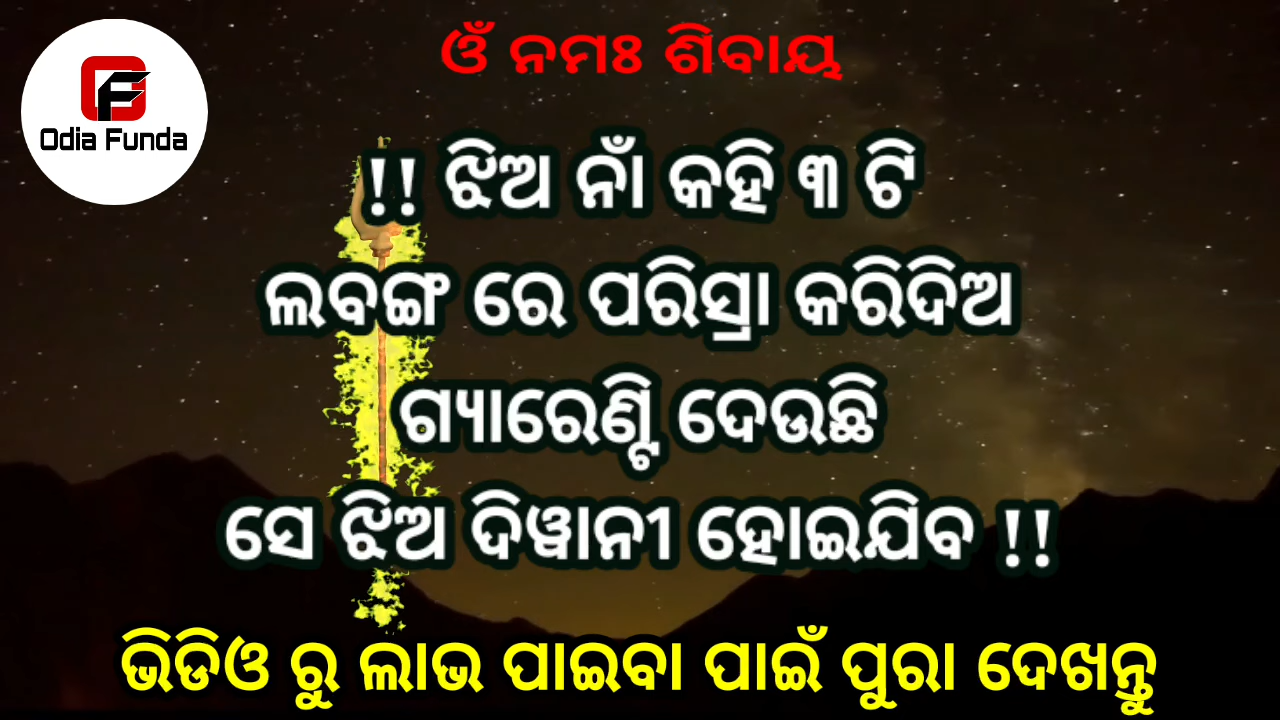 ଓଁ ନମଃ ଶିବାୟ
Odia Funda
!! ଝିଅ ନାଁ କହି ୩ ଟି
ଲବଙ୍ଗ ରେ ପରିସ୍ରା କରିଦିଅ
ଗ୍ୟାରେଣ୍ଟି ଦେଉଛି
ସେ ଝିଅ ଦିୱାନୀ ହୋଇଯିବ !!
ଭିଡିଓ ରୁ ଲାଭ ପାଇବା ପାଇଁ ପୁରା ଦେଖନ୍ତୁ